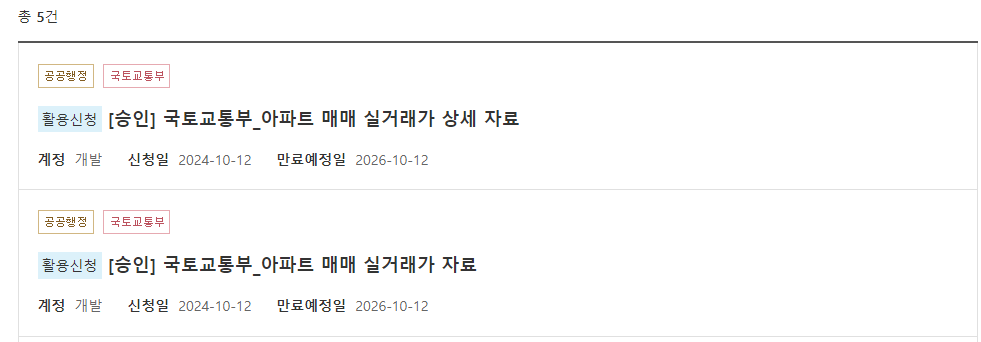 총 5건
공공행정 국토교통부
활용신청 [승인] 국토교통부_아파트 매매 실거래가 상세 자료
계정 개발 신청일 2024-10-12 만료예정일 2026-10-12
공공행정 국토교통부
활용신청 [승인] 국토교통부_아파트 매매 실거래가 자료
계정 개발 신청일 2024-10-12 만료예정일 2026-10-12